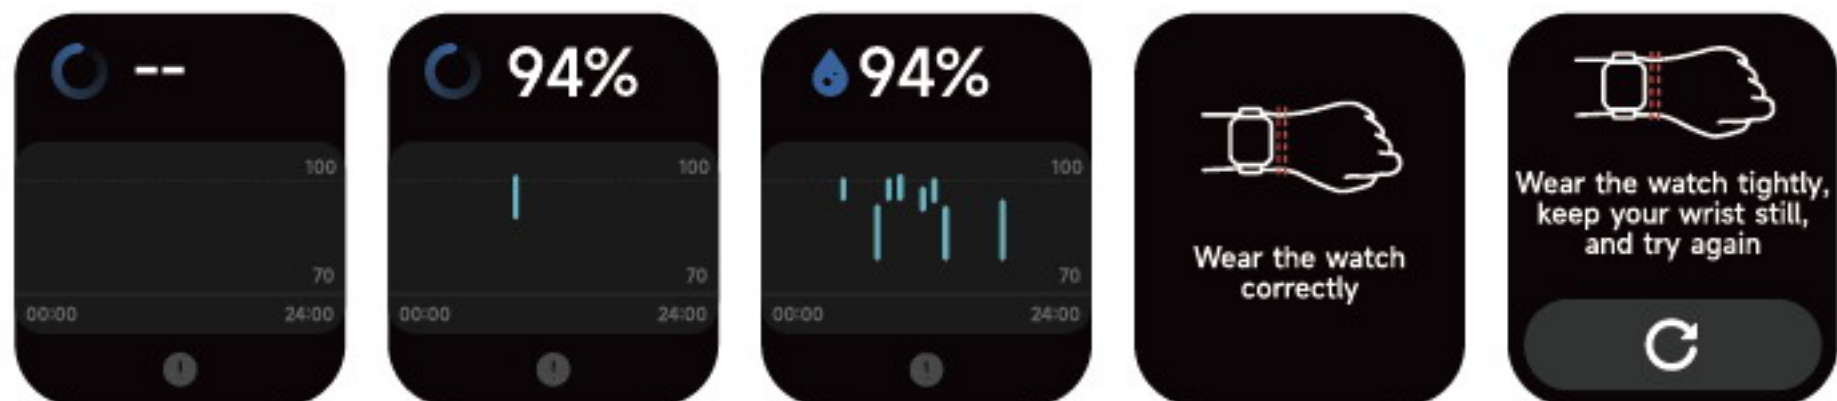 --
100
70
00:00 24:00
94%
100
70
00:00 24:00
94%
100
70
00:00 24:00
Wear the watch
correctly
Wear the watch tightly,
keep your wrist still,
and try again